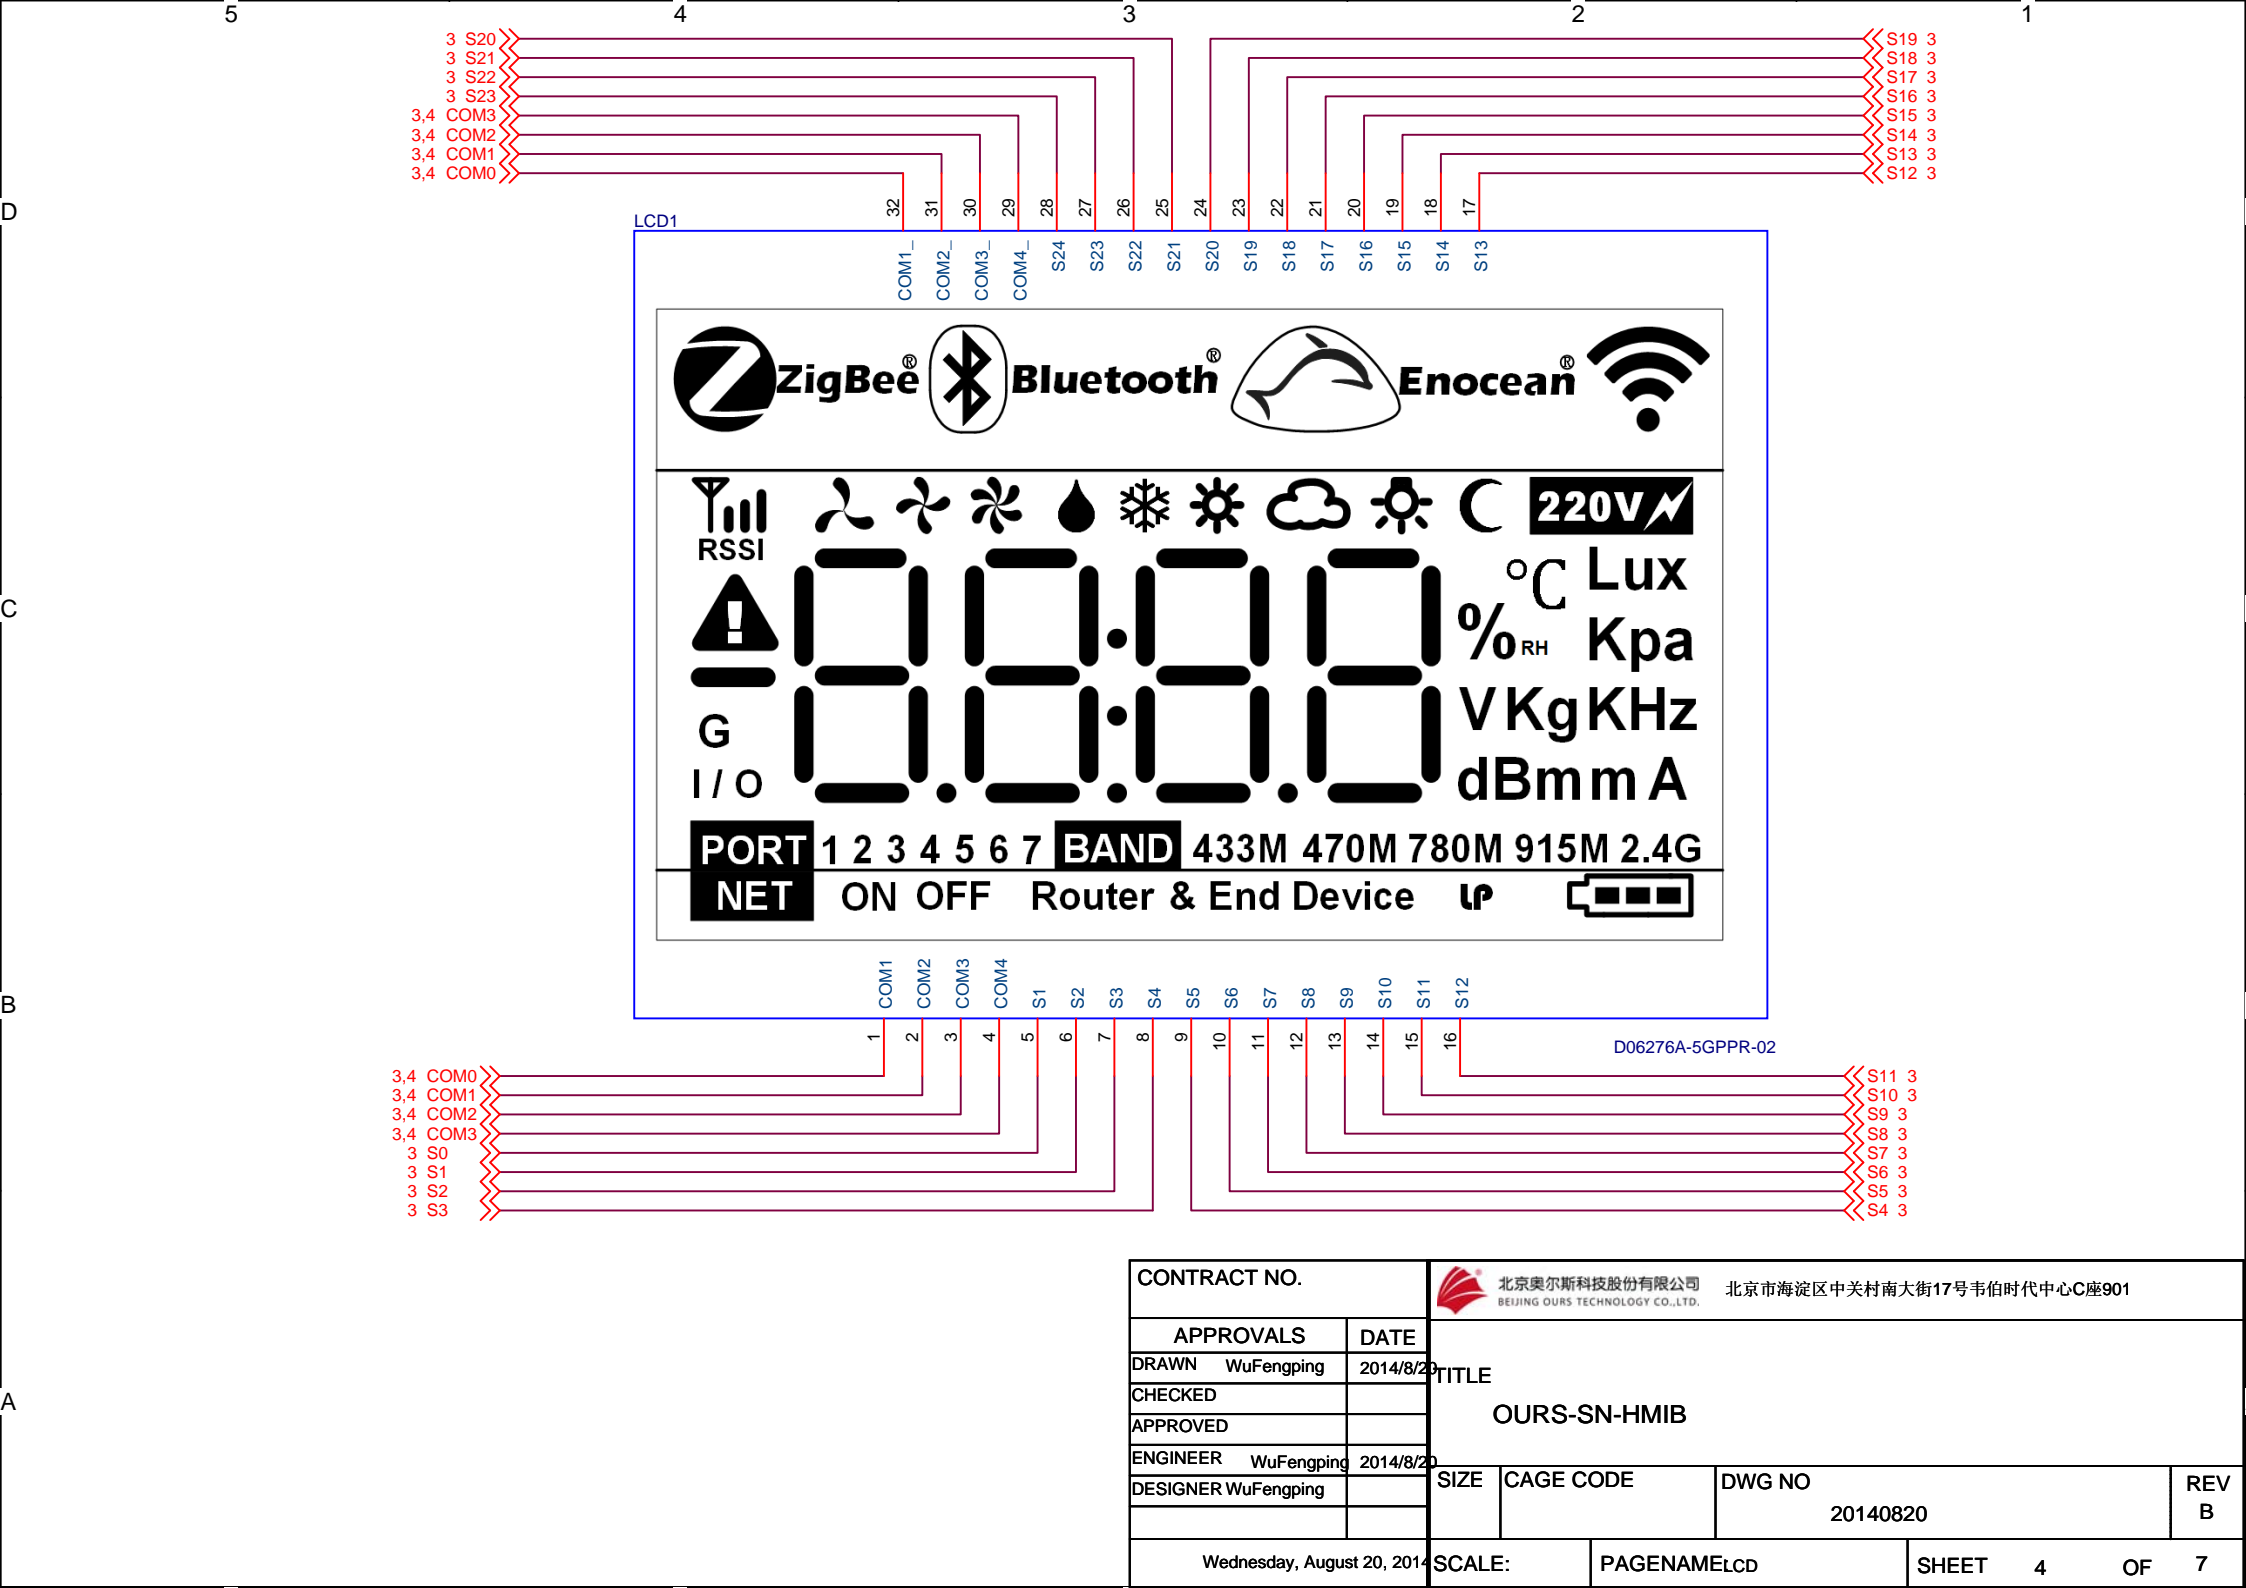 5 4 3 2 1
3 S20 S19 3
3 S21 S18 3
3 S22 S17 3
3 S23 S16 3
3,4 COM3 S15 3
3,4 COM2 S14 3
3,4 COM1 S13 3
3,4 COM0 S12 3
32 31 30 29 28 27 26 25 24 23 22 21 20 19 18 17
D
LCD1
COM1_ COM2_ COM3_ COM4_ S24 S23 S22 S21 S20 S19 S18 S17 S16 S15 S14 S13
ZigBee® Bluetooth® Enocean®
220V
RSSI
°C Lux
C
% RH Kpa
G V Kg KHz
I / O dBm m A
8 8 : 8 8
PORT 1 2 3 4 5 6 7 BAND 433M 470M 780M 915M 2.4G
NET ON OFF Router & End Device LP
B
COM1 COM2 COM3 COM4 S1 S2 S3 S4 S5 S6 S7 S8 S9 S10 S11 S12
1 2 3 4 5 6 7 8 9 10 11 12 13 14 15 16
D06276A-5GPPR-02
3,4 COM0 S11 3
3,4 COM1 S10 3
3,4 COM2 S9 3
3,4 COM3 S8 3
3 S0 S7 3
3 S1 S6 3
3 S2 S5 3
3 S3 S4 3
A
CONTRACT NO.
北京奥尔斯科技股份有限公司 北京市海淀区中关村南大街17号韦伯时代中心C座901
BEIJING OURS TECHNOLOGY CO.,LTD.
APPROVALS DATE
DRAWN WuFengping 2014/8/20
TITLE
CHECKED
OURS-SN-HMIB
APPROVED
ENGINEER WuFengping 2014/8/20
DESIGNER WuFengping
SIZE CAGE CODE DWG NO REV
20140820 B
Wednesday, August 20, 2014
SCALE: PAGENAME: LCD SHEET 4 OF 7